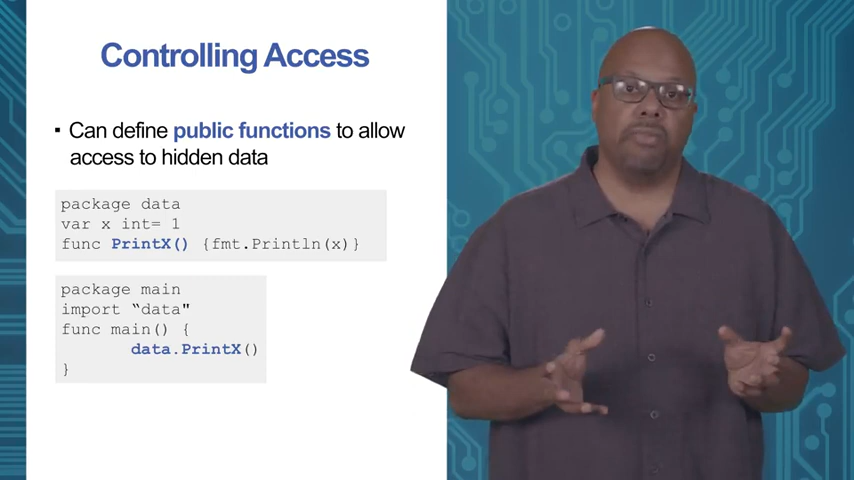 Controlling Access
▪ Can define public functions to allow
access to hidden data
package data
var x int= 1
func PrintX() {fmt.Println(x)}
package main
import “data"
func main() {
data.PrintX()
}